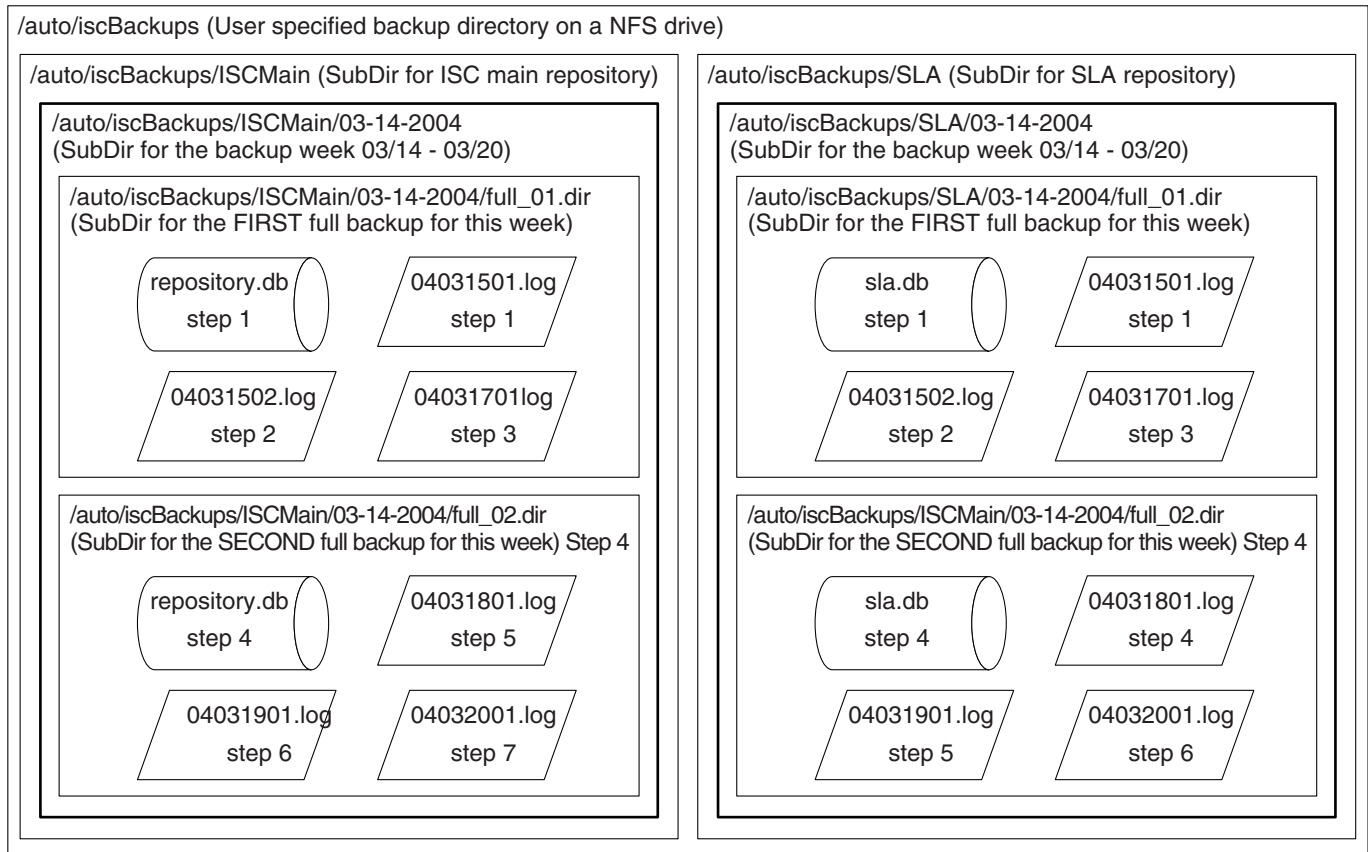 /auto/iscBackups (User specified backup directory on a NFS drive)
/auto/iscBackups/ISCMain (SubDir for ISC main repository)
/auto/iscBackups/ISCMain/03-14-2004
(SubDir for the backup week 03/14 - 03/20)
/auto/iscBackups/ISCMain/03-14-2004/full_01.dir
(SubDir for the FIRST full backup for this week)
repository.db
step 1
04031501.log
step 1
04031502.log
step 2
04031701log
step 3
/auto/iscBackups/ISCMain/03-14-2004/full_02.dir
(SubDir for the SECOND full backup for this week) Step 4
repository.db
step 4
04031801.log
step 5
04031901.log
step 6
04032001.log
step 7
/auto/iscBackups/SLA (SubDir for SLA repository)
/auto/iscBackups/SLA/03-14-2004
(SubDir for the backup week 03/14 - 03/20)
/auto/iscBackups/SLA/03-14-2004/full_01.dir
(SubDir for the FIRST full backup for this week)
sla.db
step 1
04031501.log
step 1
04031502.log
step 2
04031701.log
step 3
/auto/iscBackups/ISCMain/03-14-2004/full_02.dir
(SubDir for the SECOND full backup for this week) Step 4
sla.db
step 4
04031801.log
step 4
04031901.log
step 5
04032001.log
step 6